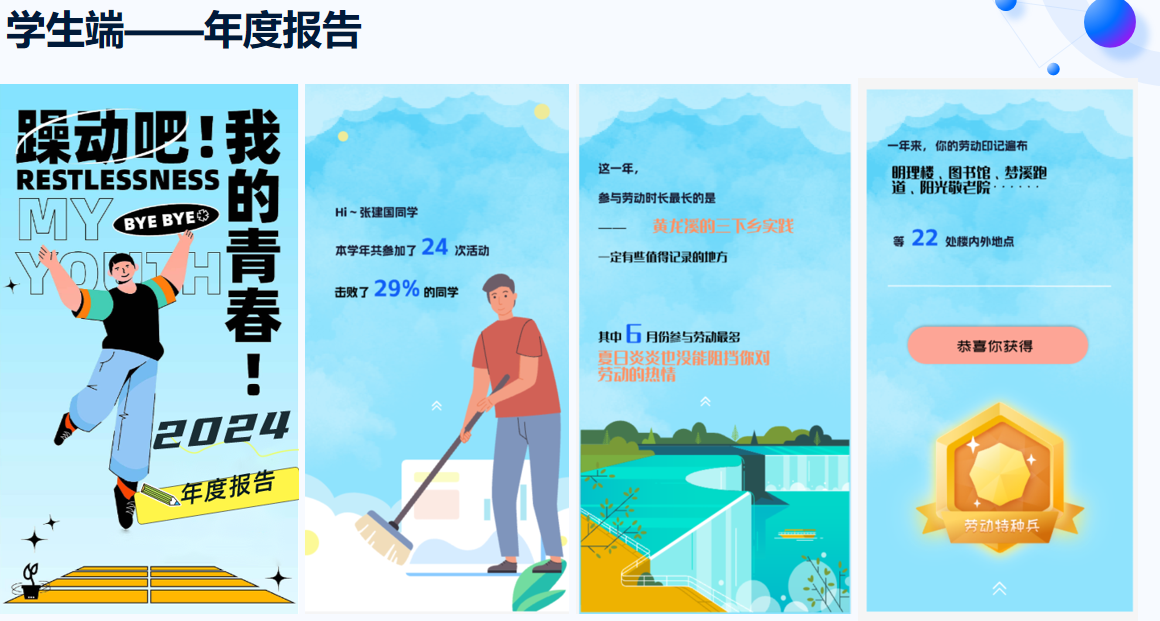 学生端——年度报告
躁动吧！
我的青春！
RESTLESSNESS
MY
BYE BYE
YOUTH
2024
年度报告
Hi ~ 张建国同学
本学年共参加了 24 次活动
击败了 29% 的同学
这一年，
参与劳动时长最长的是
—— 黄龙溪的三下乡实践
一定有些值得记录的地方
其中 6 月份参与劳动最多
夏日炎炎也没能阻挡你对
劳动的热情
一年来，你的劳动印记遍布
明理楼、图书馆、梦溪跑
道、阳光敬老院······
等 22 处楼内外地点
恭喜你获得
劳动特种兵